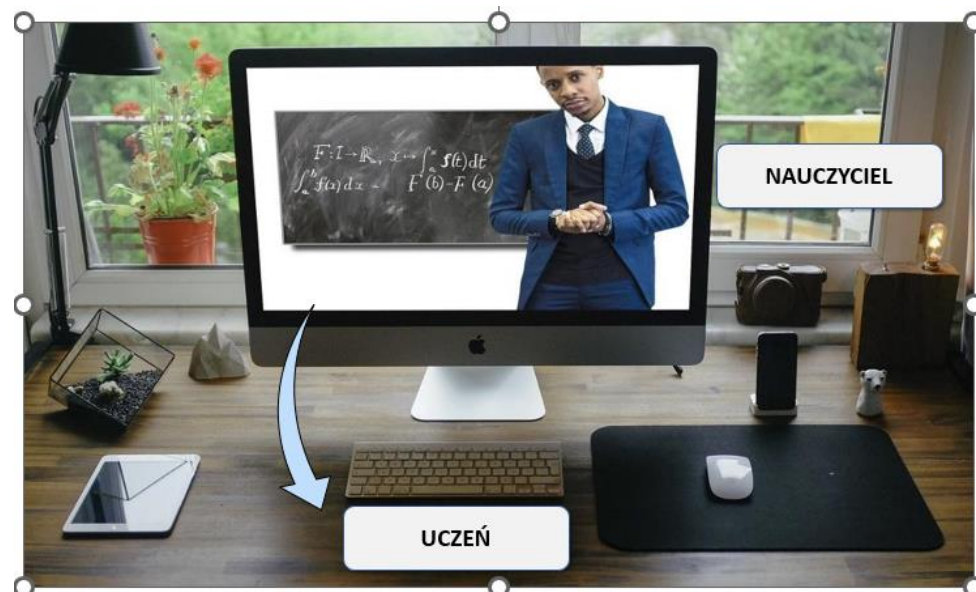 F:I→ℝ, x↦∫ₐˣ f(t)dt
∫ₐᵇ f(x)dx = F(b)-F(a)
NAUCZYCIEL
UCZEŃ